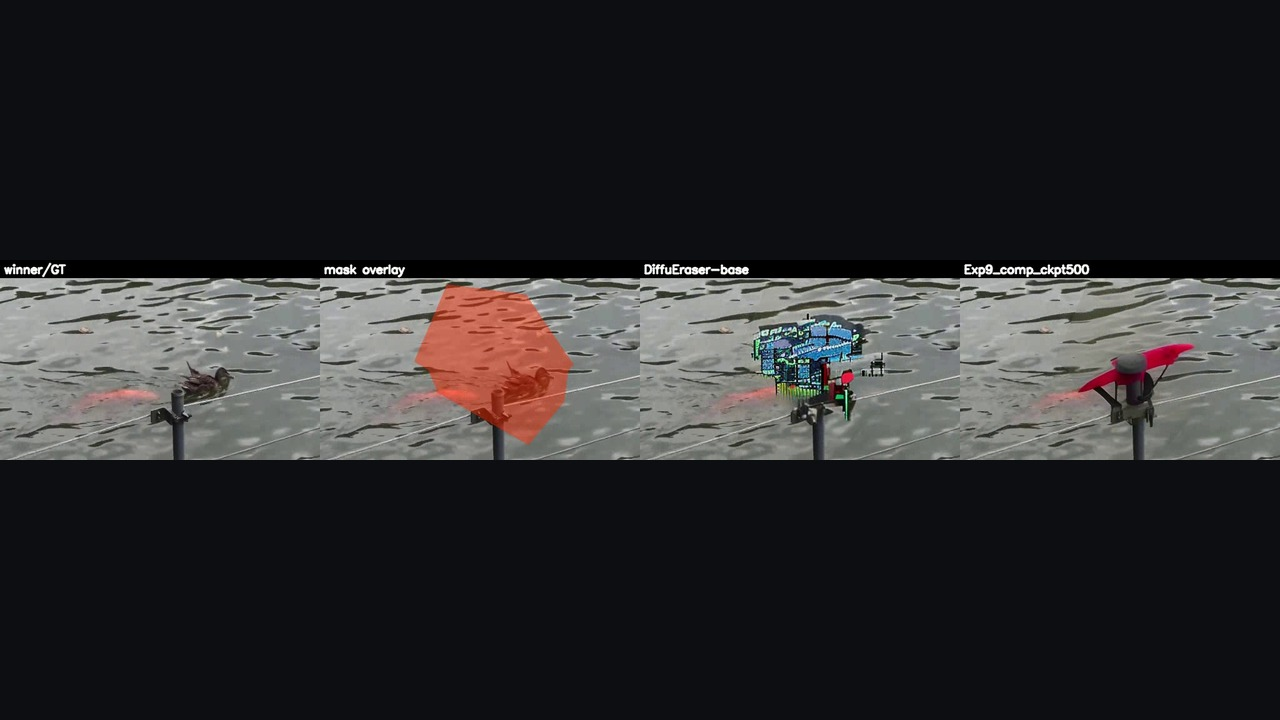 winner/GT
mask overlay
DiffuEraser-base
Exp9_comp_ckpt500